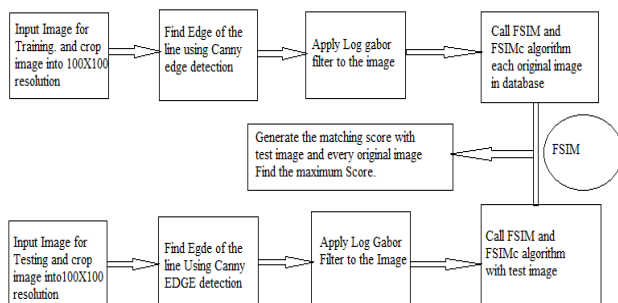 Input Image for
Training. and crop
image into 100X100
resolution
Find Edge of the
line using Canny
edge detection
Apply Log gabor
filter to the image
Call FSIM and
FSIMc algorithm
each original image
in database
Generate the matching score with
test image and every original image
Find the maximum Score.
FSIM
Input Image for
Testing and crop
image into100X100
resolution
Find Egde of the
line Using Canny
EDGE detection
Apply Log Gabor
Filter to the Image
Call FSIM and
FSIMc algorithm
with test image